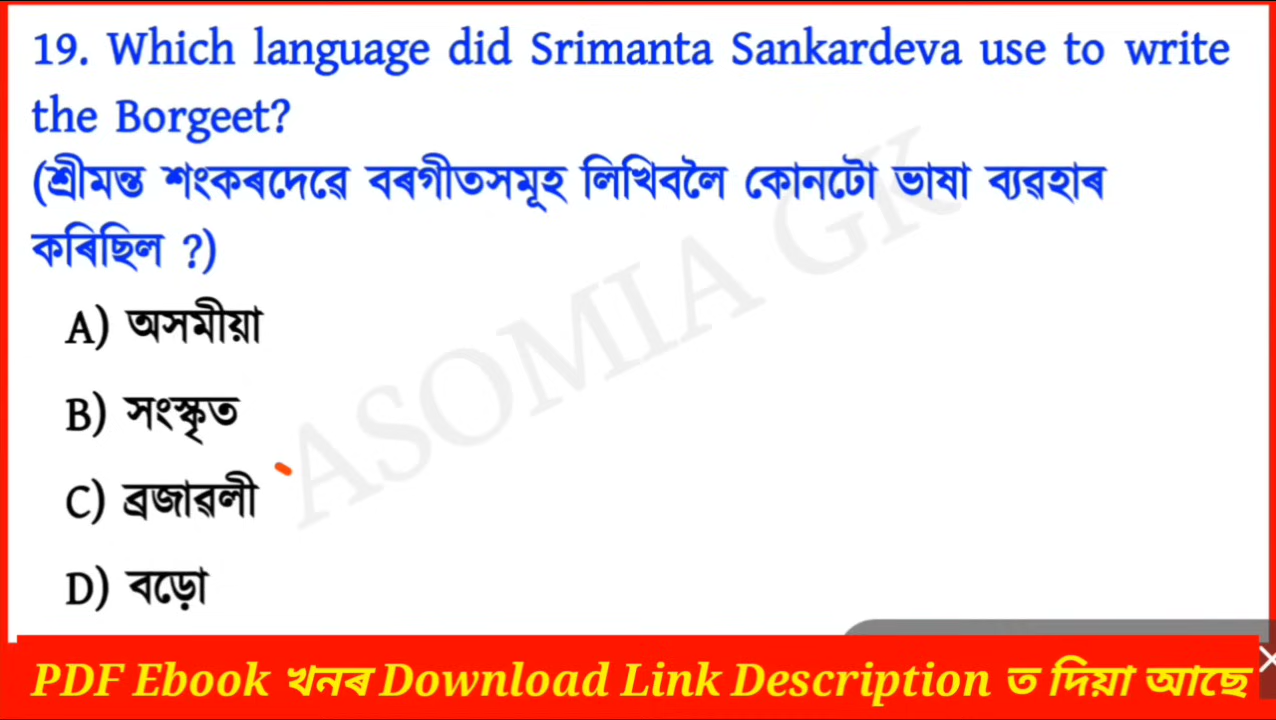 19. Which language did Srimanta Sankardeva use to write
the Borgeet?
(শ্ৰীমন্ত শংকৰদেৱে বৰগীতসমূহ লিখিবলৈ কোনটো ভাষা ব্যৱহাৰ
কৰিছিল ?)
A) অসমীয়া
B) সংস্কৃত
C) ব্ৰজাৱলী
D) বড়ো
ASOMIA GK
PDF Ebook খনৰ Download Link Description ত দিয়া আছে